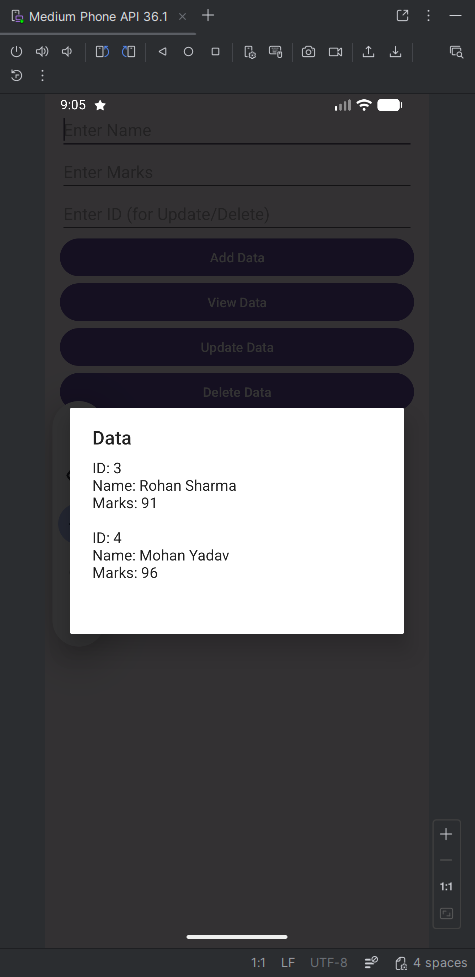 Medium Phone API 36.1
9:05
Enter Name
Enter Marks
Enter ID (for Update/Delete)
Add Data
View Data
Update Data
Delete Data
Data
ID: 3
Name: Rohan Sharma
Marks: 91
ID: 4
Name: Mohan Yadav
Marks: 96
1:1
1:1 LF UTF-8 4 spaces